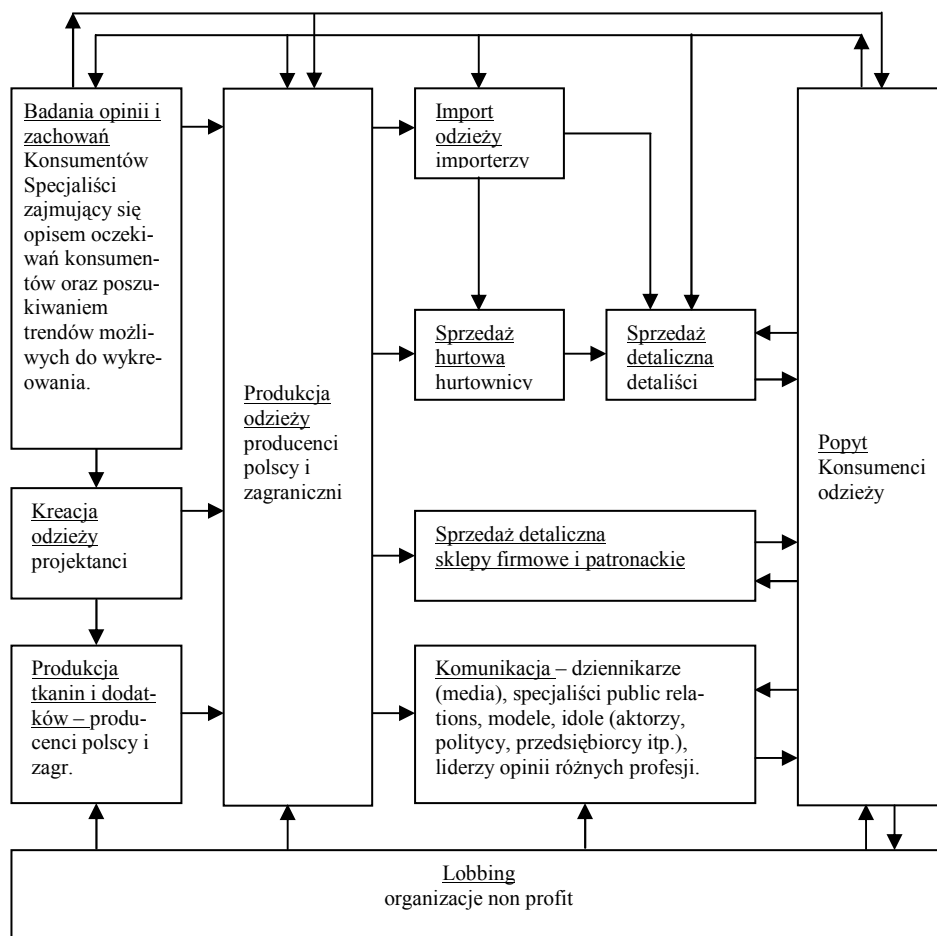 Badania opinii i
zachowań
Konsumentów
Specjaliści
zajmujący się
opisem oczeki-
wań konsumen-
tów oraz poszu-
kiwaniem
trendów możli-
wych do wykre-
owania.
Kreacja
odzieży
projektanci
Produkcja
tkanin i dodat-
ków – produ-
cenci polscy i
zagr.
Produkcja
odzieży
producenci
polscy i
zagraniczni
Import
odzieży
importerzy
Sprzedaż
hurtowa
hurtownicy
Sprzedaż
detaliczna
detaliści
Sprzedaż detaliczna
sklepy firmowe i patronackie
Komunikacja – dziennikarze
(media), specjaliści public rela-
tions, modele, idole (aktorzy,
politycy, przedsiębiorcy itp.),
liderzy opinii różnych profesji.
Popyt
Konsumenci
odzieży
Lobbing
organizacje non profit